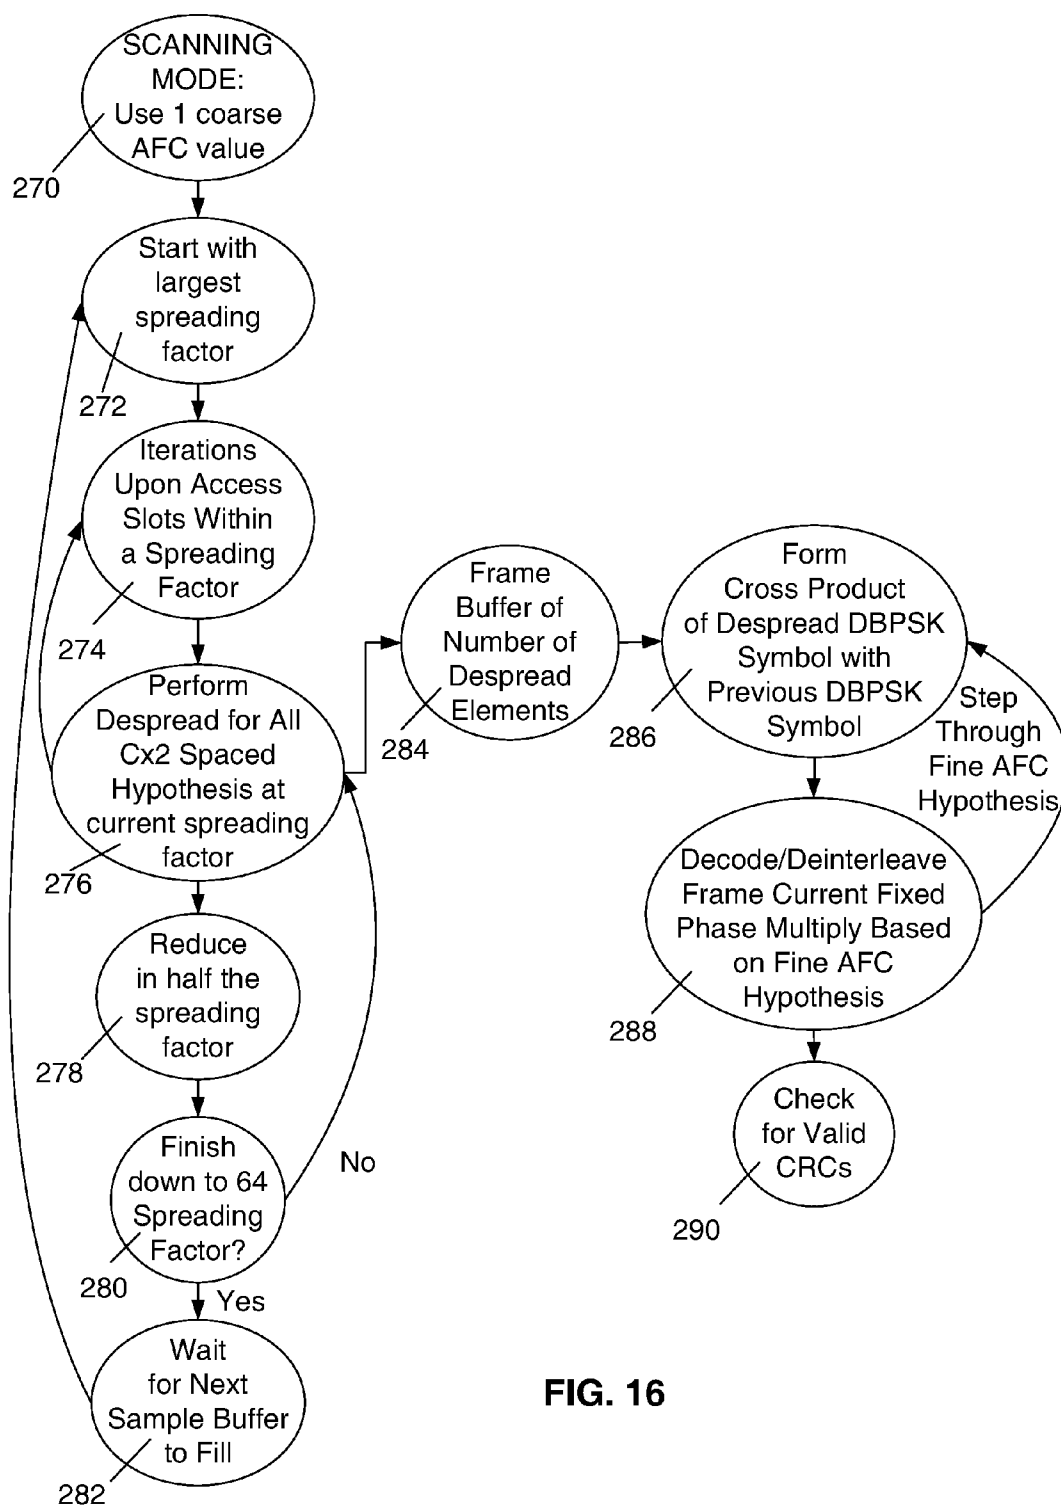 SCANNING
MODE:
Use 1 coarse
AFC value
270
Start with
largest
spreading
factor
272
Iterations
Upon Access
Slots Within
a Spreading
Factor
274
Perform
Despread for All
Cx2 Spaced
Hypothesis at
current spreading
factor
276
Reduce
in half the
spreading
factor
278
Finish
down to 64
Spreading
Factor?
280
No
Yes
Wait
for Next
Sample Buffer
to Fill
282
Frame
Buffer of
Number of
Despread
Elements
284
Form
Cross Product
of Despread DBPSK
Symbol with
Previous DBPSK
Symbol
286
Step
Through
Fine AFC
Hypothesis
Decode/Deinterleave
Frame Current Fixed
Phase Multiply Based
on Fine AFC
Hypothesis
288
Check
for Valid
CRCs
290
FIG. 16